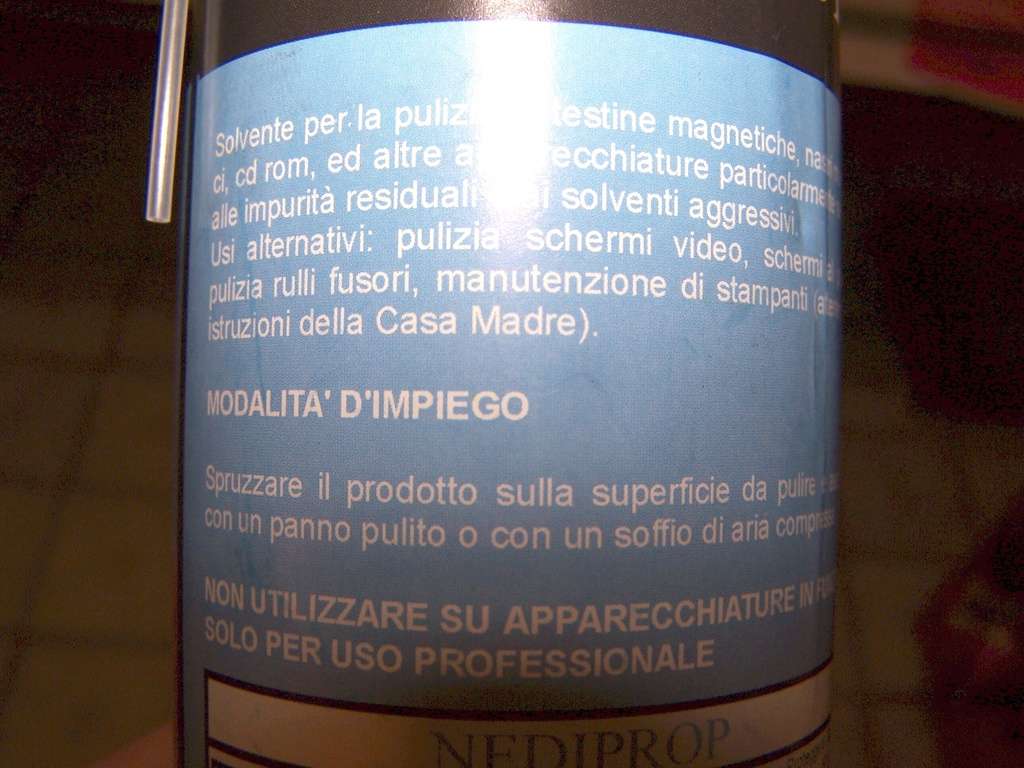 Solvente per la testine magnetiche,
ci, cd rom, ed altre
alle impurità residuali solventi aggressivi.
Usi alternativi: pulizia schermi video, schermi
pulizia rulli fusori, manutenzione di stampanti
istruzioni della Casa Madre).
MODALITA' D'IMPIEGO
Spruzzare il prodotto sulla superficie da pulire
con un panno pulito o con un soffio di aria
NON UTILIZZARE SU APPARECCHIATURE IN
SOLO PER USO PROFESSIONALE
NEDIPROP